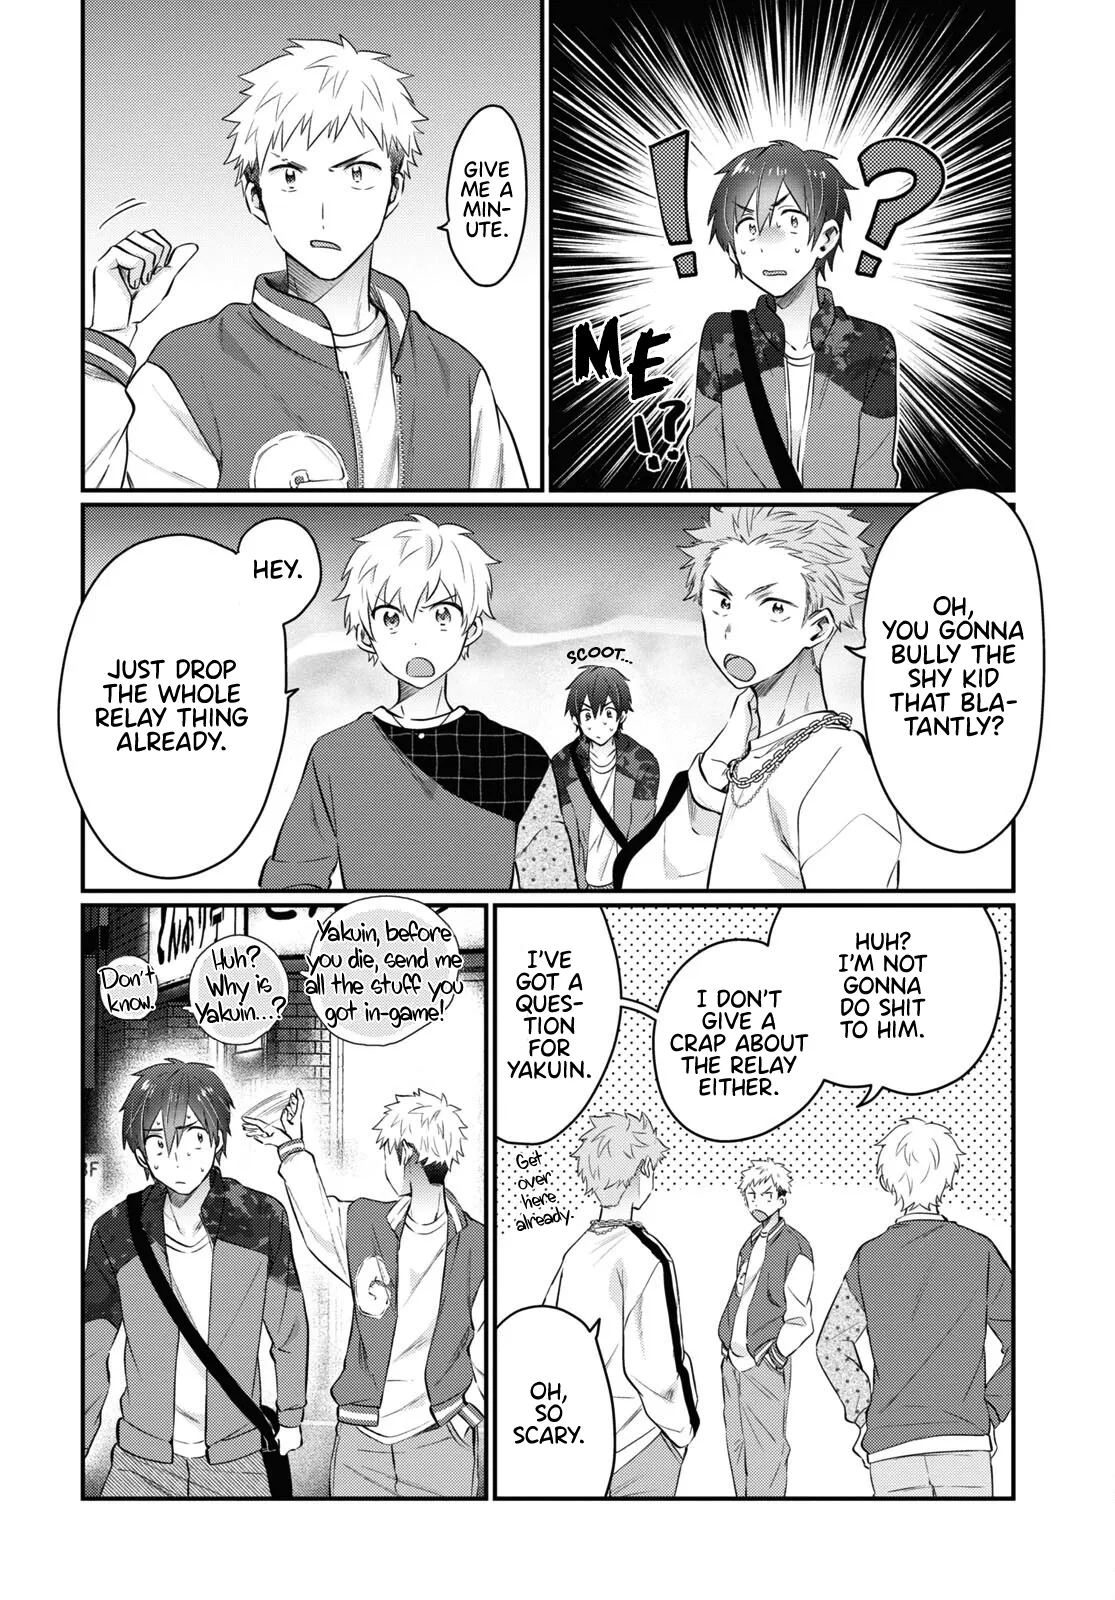 !?
ME
!?
GIVE
ME A
MIN-
UTE.
OH,
YOU GONNA
BULLY THE
SHY KID
THAT BLA-
TANTLY?
SCOOT...
HEY.
JUST DROP
THE WHOLE
RELAY THING
ALREADY.
HUH?
I'M NOT
GONNA
DO SHIT
TO HIM.
I DON'T
GIVE A
CRAP ABOUT
THE RELAY
EITHER.
I'VE
GOT A
QUES-
TION
FOR
YAKUIN.
Get
over
here
already.
OH,
SO
SCARY.
Yakuin, before
you die, send me
all the stuff you
got in-game!
Huh?
Why is
Yakuin...?
Don't
know.